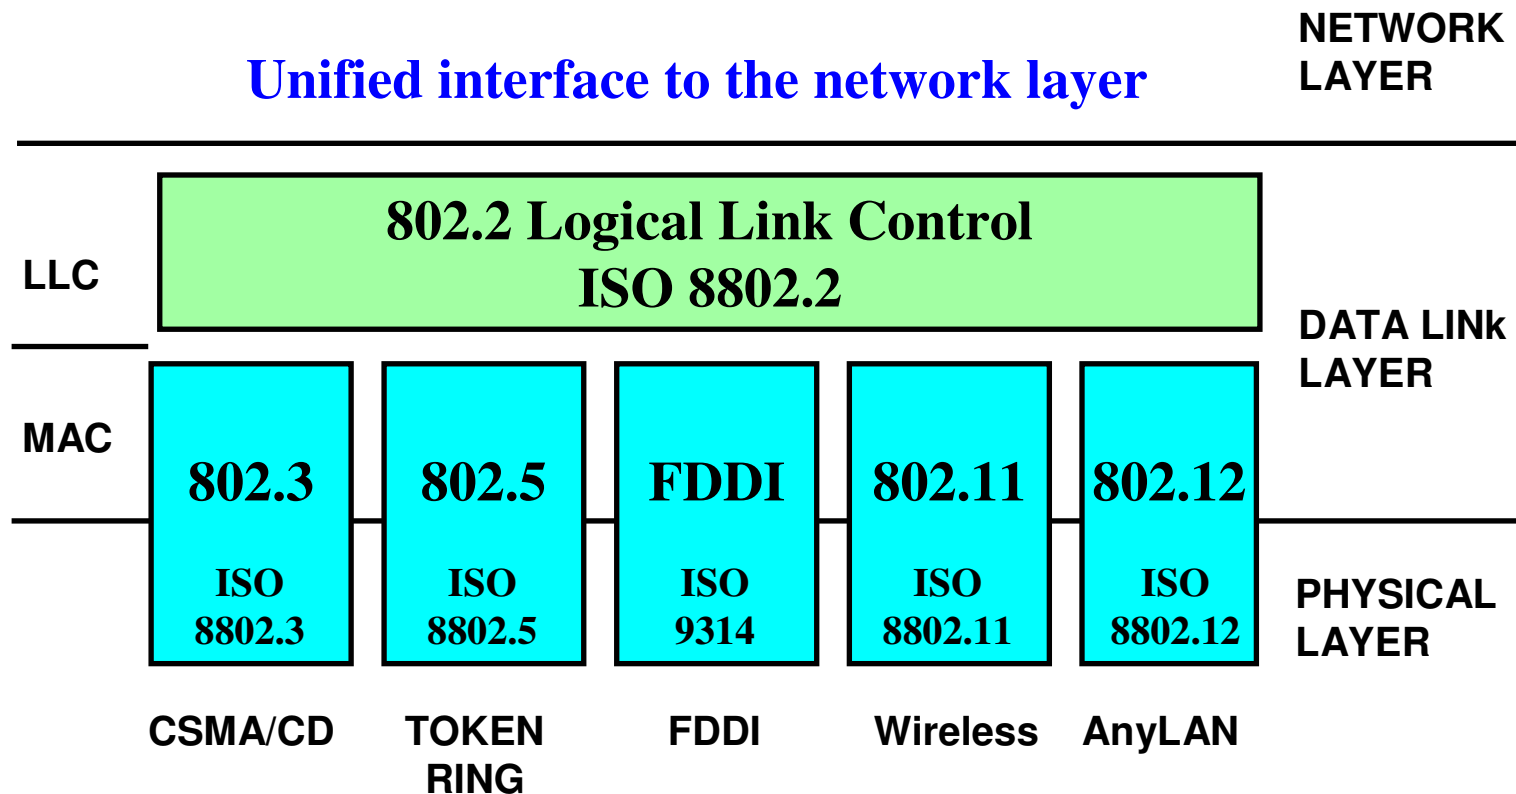 NETWORK
LAYER
Unified interface to the network layer
802.2 Logical Link Control
ISO 8802.2
LLC
DATA LINk
LAYER
MAC
802.3
802.5
FDDI
802.11
802.12
ISO
8802.3
ISO
8802.5
ISO
9314
ISO
8802.11
ISO
8802.12
PHYSICAL
LAYER
CSMA/CD
TOKEN
RING
FDDI
Wireless
AnyLAN